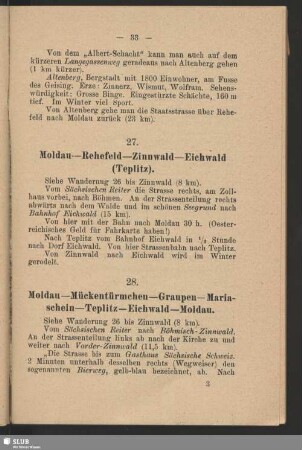 — 33 —
Von dem „Albert-Schacht“ kann man auch auf dem
kürzeren Langegassenweg geradeaus nach Altenberg gehen
(1 km kürzer).
Altenberg, Bergstadt mit 1800 Einwohner, am Fusse
des Geising. Erze: Zinnerz, Wismut, Wolfram. Sehens-
würdigkeit: Grosse Binge. Eingestürzte Schächte, 160 m
tief. Im Winter viel Sport.
Von Altenberg gehe man die Staatsstrasse über Rehe-
feld nach Moldau zurück (23 km).
27.
Moldau—Rehefeld—Zinnwald—Eichwald
(Teplitz).
Siehe Wanderung 26 bis Zinnwald (8 km).
Vom Sächsischen Reiter die Strasse rechts, am Zoll-
haus vorbei, nach Böhmen. An der Strassenteilung rechts
abwärts nach dem Wolde und im schönen Seegrund nach
Bahnhof Eichwald (15 km).
Von hier mit der Bahn nach Moldau 30 h. (Oester-
reichisches Geld für Fahrkarte haben!)
Nach Teplitz vom Bahnhof Eichwald in ½ Stunde
nach Dorf Eichwald. Von hier Strassenbahn nach Teplitz.
Von Zinnwald nach Eichwald wird im Winter
gerodelt.
28.
Moldau—Mückentürmchen—Graupen—Maria-
schein—Teplitz—Eichwald—Moldau.
Siehe Wanderung 26 bis Zinnwald (8 km).
Vom Sächsischen Reiter nach Böhmisch-Zinnwald.
An der Strassenteilung links ab nach der Kirche zu und
weiter nach Vorder-Zinnwald (11,5 km).
„Die Strasse bis zum Gasthaus Sächsische Schweiz.
2 Minuten unterhalb desselben rechts (Wegweiser) den
sogenannten Bierweg, gelb-blau bezeichnet, ab. Nach
3
SLUB